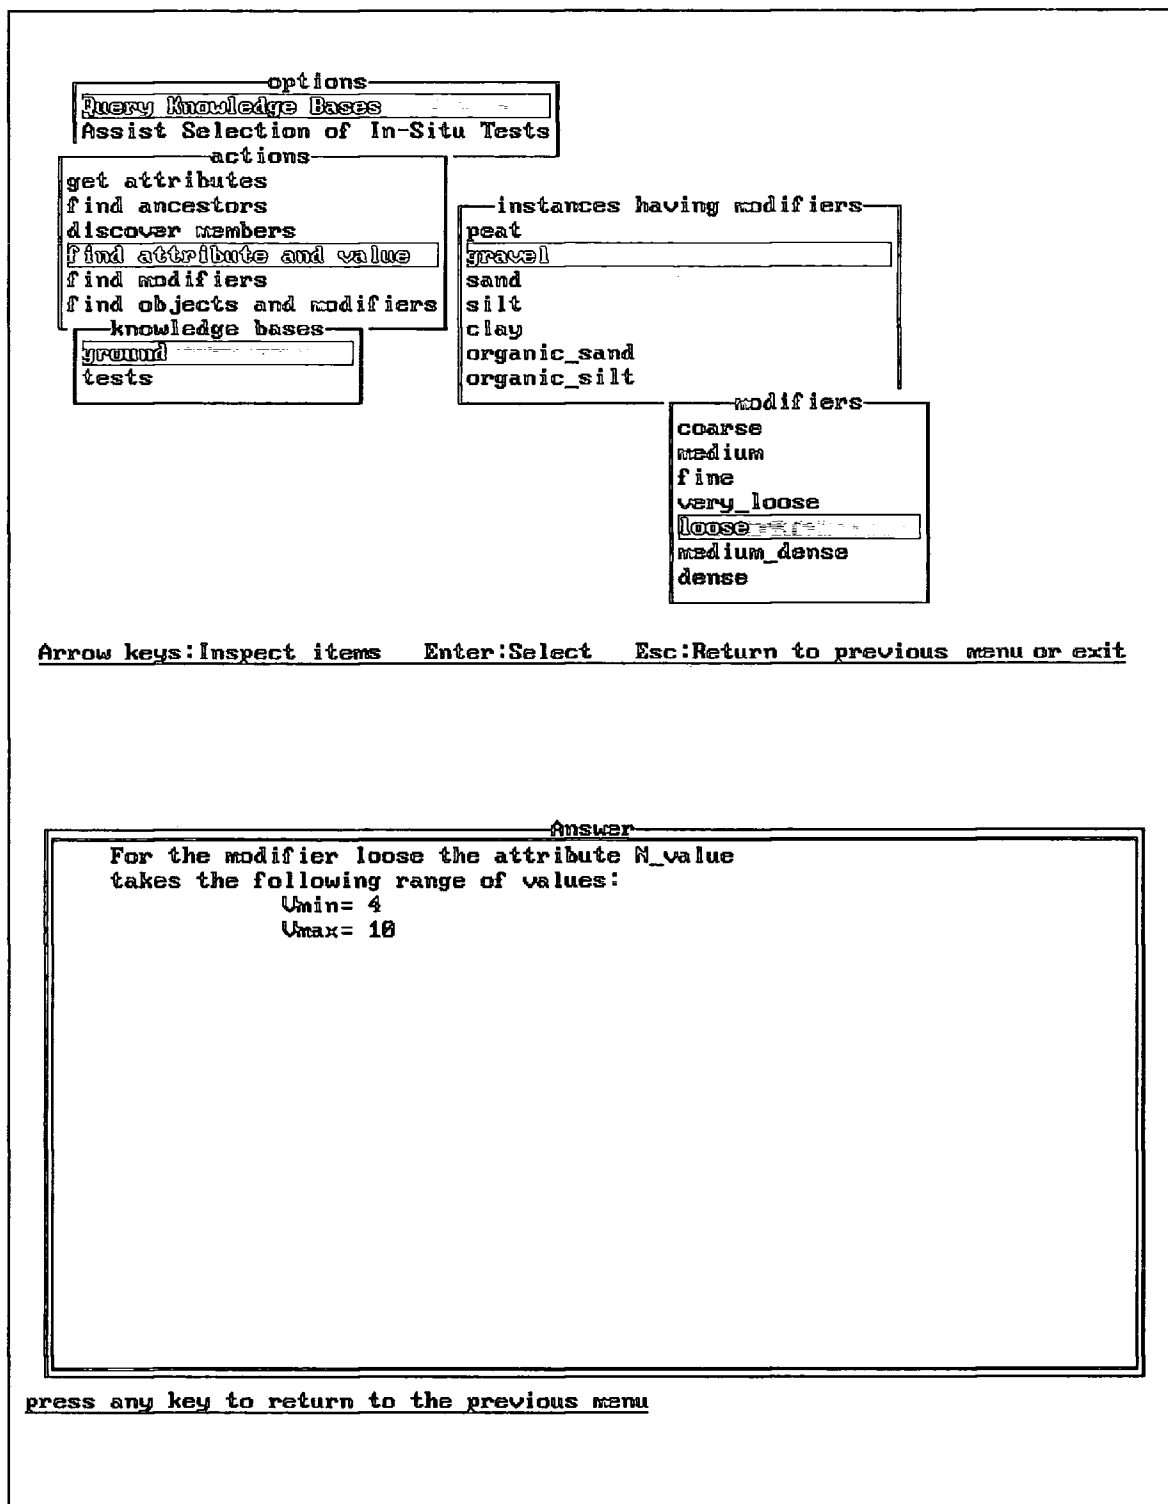 options
Query Knowledge Bases
Assist Selection of In-Situ Tests
actions
get attributes
find ancestors
discover members
find attribute and value
find modifiers
find objects and modifiers
knowledge bases
ground
tests
instances having modifiers
peat
gravel
sand
silt
clay
organic_sand
organic_silt
modifiers
coarse
medium
fine
very_loose
loose
medium_dense
dense
Arrow keys:Inspect items Enter:Select Esc:Return to previous menu or exit
Answer
For the modifier loose the attribute N_value
takes the following range of values:
Vmin= 4
Vmax= 10
press any key to return to the previous menu